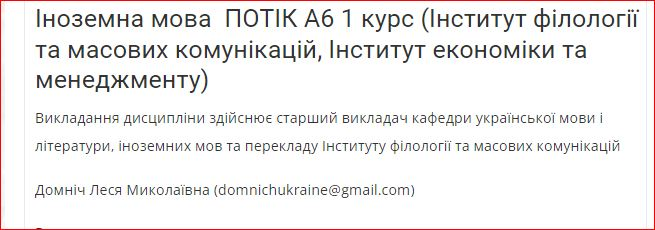 Іноземна мова  ПОТІК А6 1 курс (Інститут філології
та масових комунікацій, Інститут економіки та
менеджменту)
Викладання дисципліни здійснює старший викладач кафедри української мови і
літератури, іноземних мов та перекладу Інституту філології та масових комунікацій
Домніч Леся Миколаївна (domnichukraine@gmail.com)